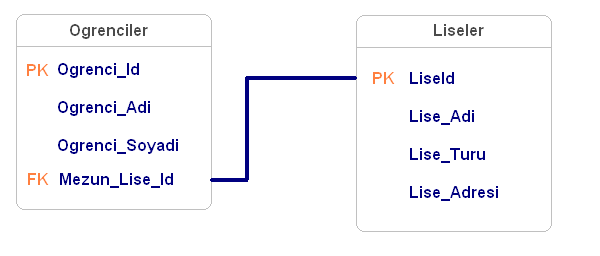 Ogrenciler
PK Ogrenci_Id
Ogrenci_Adi
Ogrenci_Soyadi
FK Mezun_Lise_Id
Liseler
PK LiseId
Lise_Adi
Lise_Turu
Lise_Adresi